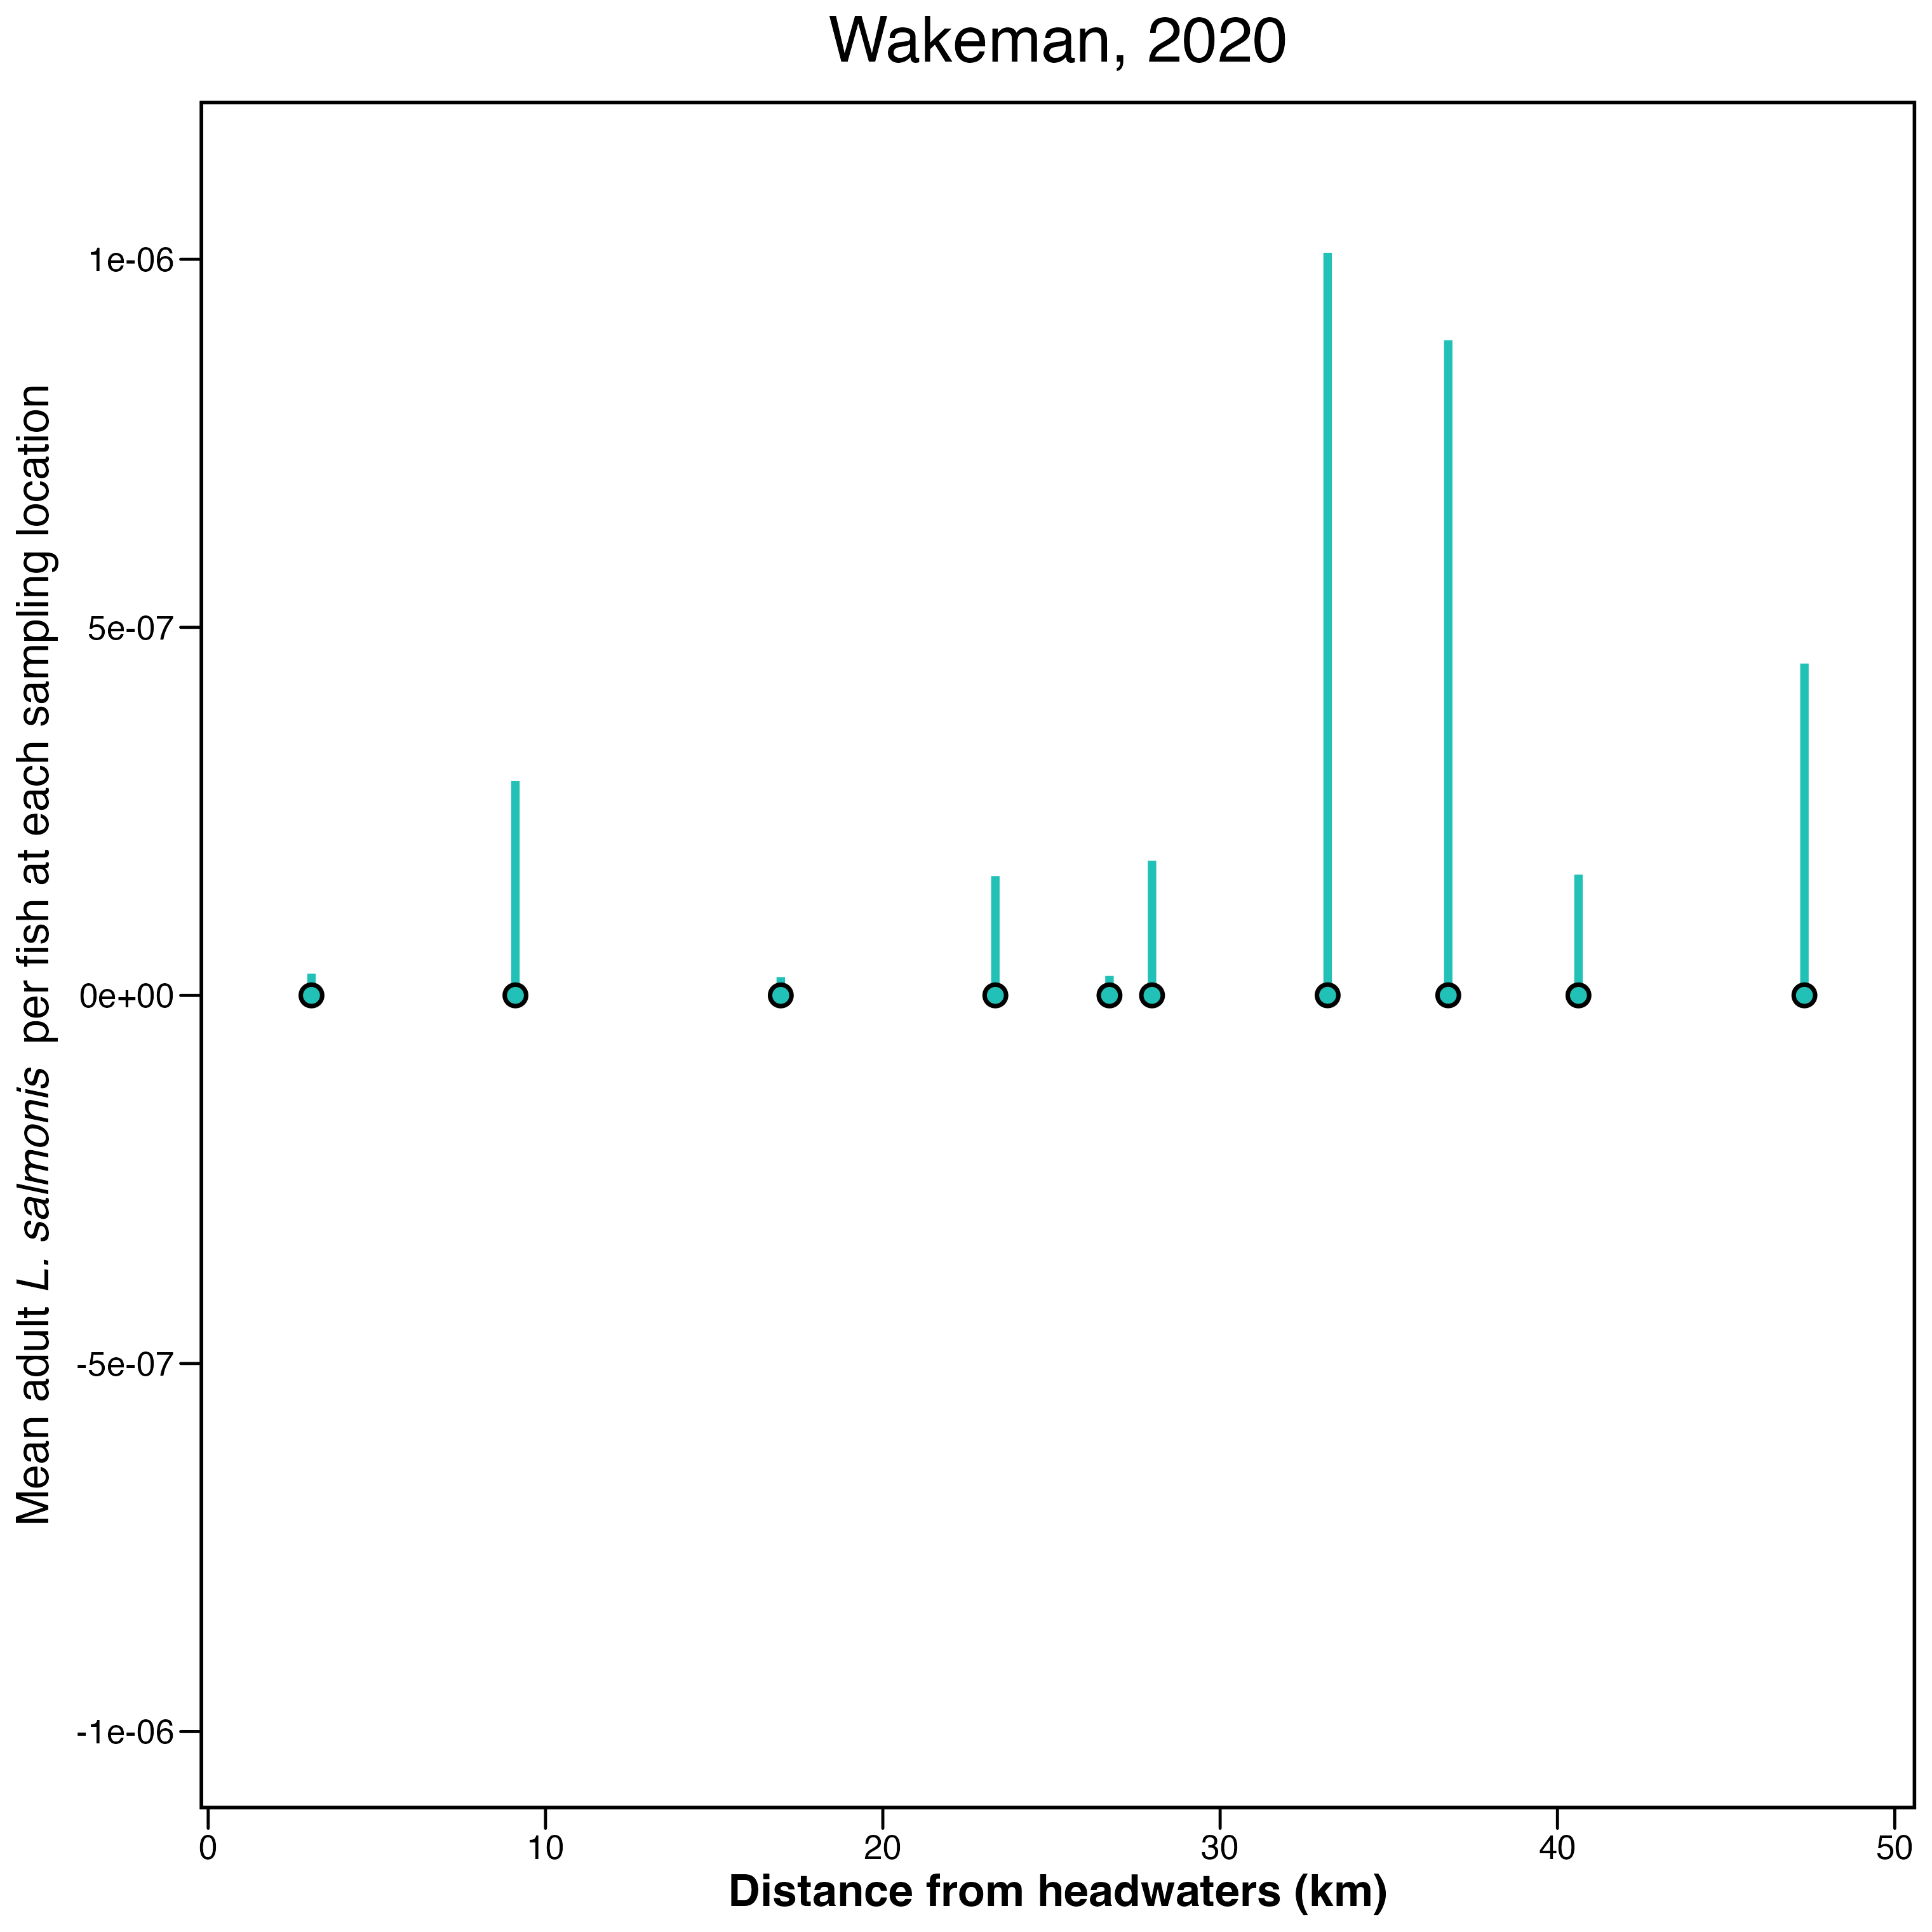 Wakeman, 2020
Mean adult L. salmonis per fish at each sampling location
1e-06
5e-07
0e+00
-5e-07
-1e-06
0 10 20 30 40 50
Distance from headwaters (km)